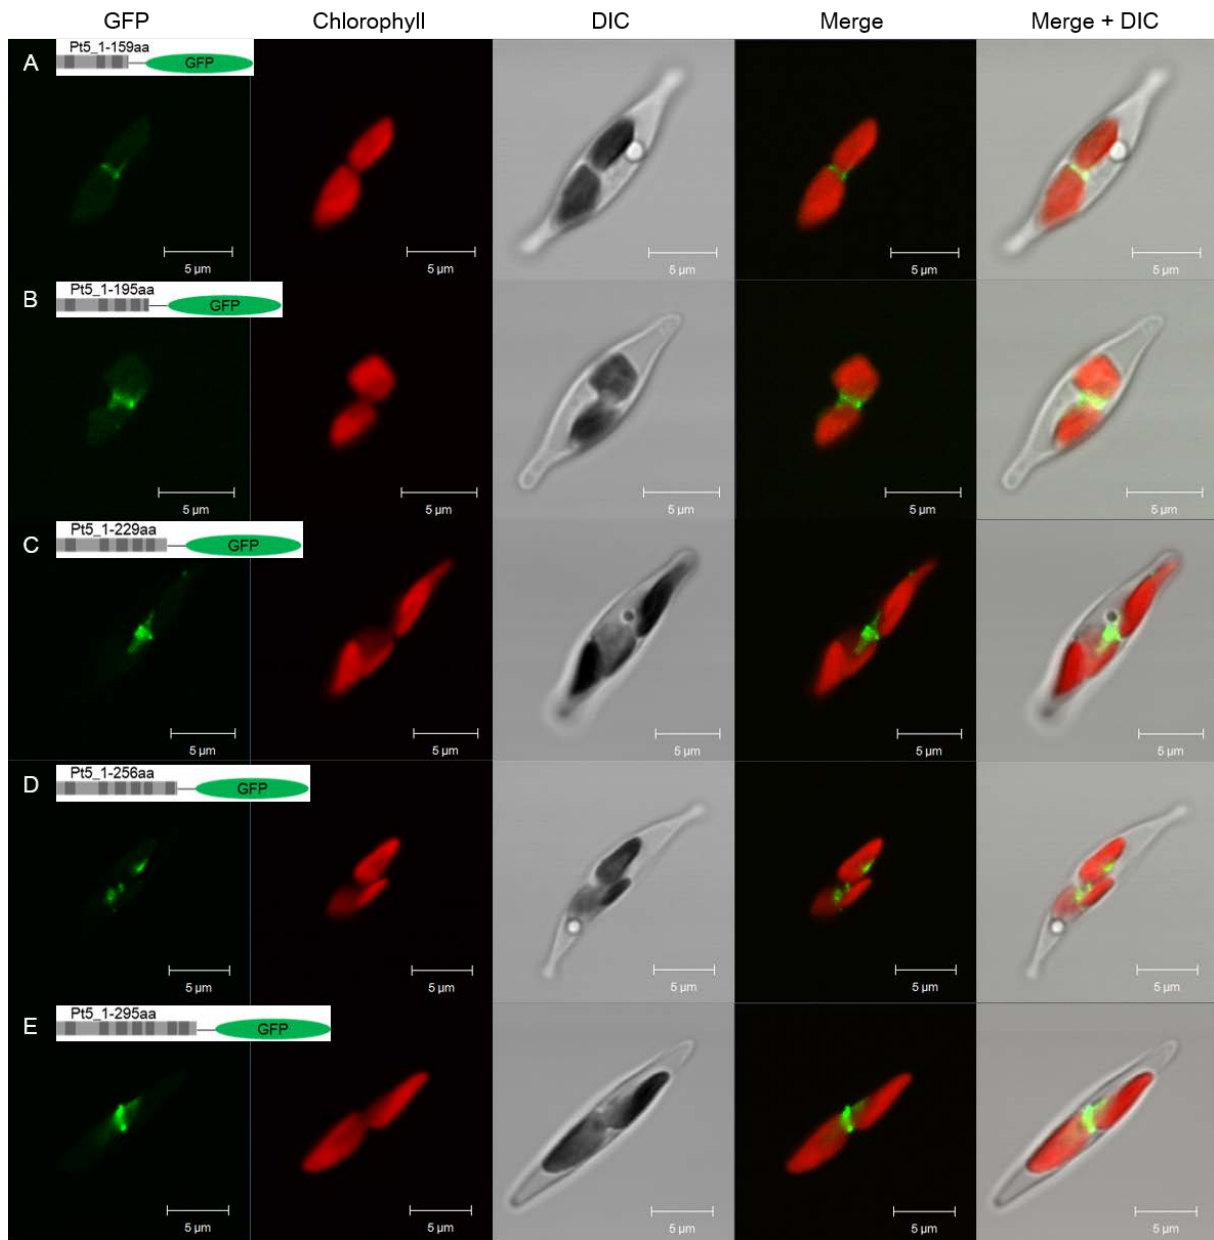 GFP Chlorophyll DIC Merge Merge + DIC
A Pt5_1-159aa
GFP
5 µm 5 µm 5 µm 5 µm 5 µm
B Pt5_1-195aa
GFP
5 µm 5 µm 5 µm 5 µm 5 µm
C Pt5_1-229aa
GFP
5 µm 5 µm 5 µm 5 µm 5 µm
D Pt5_1-256aa
GFP
5 µm 5 µm 5 µm 5 µm 5 µm
E Pt5_1-295aa
GFP
5 µm 5 µm 5 µm 5 µm 5 µm